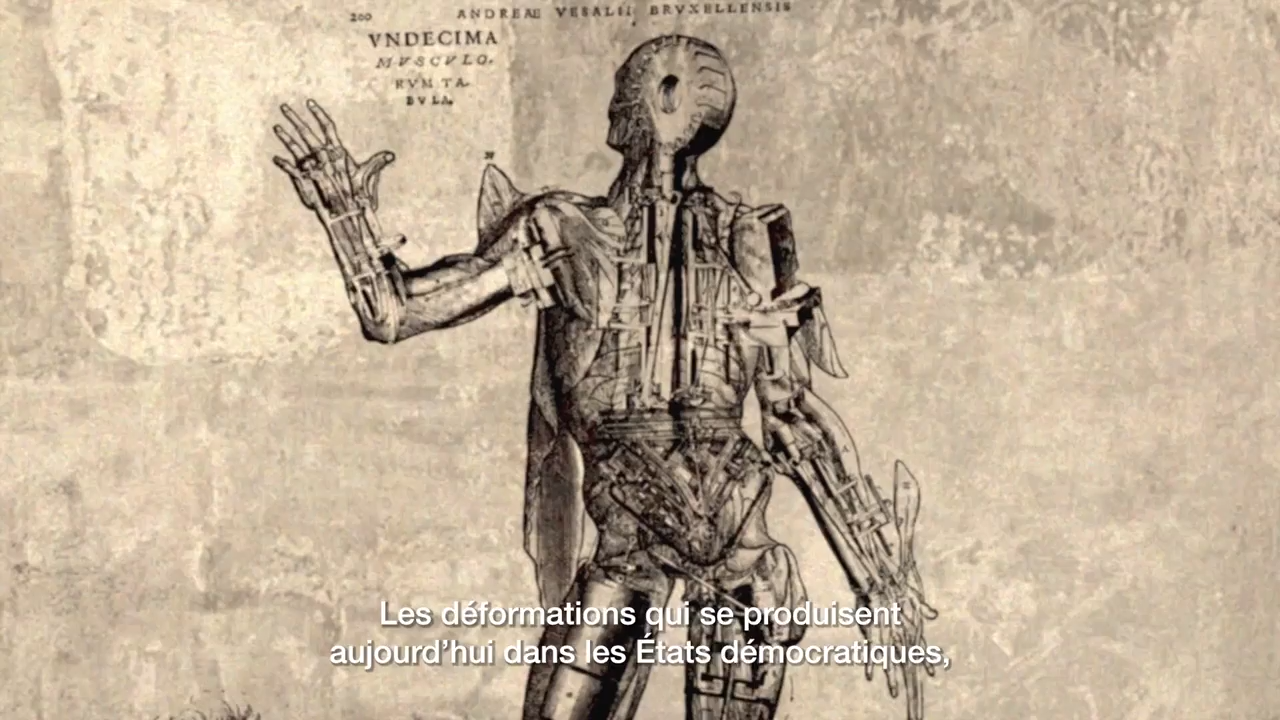 200
ANDREAE VESALII BRVXELLENSIS
VNDECIMA
MVSCVLO,
RVM TA,
BVLA.
Les déformations qui se produisent
aujourd’hui dans les États démocratiques,